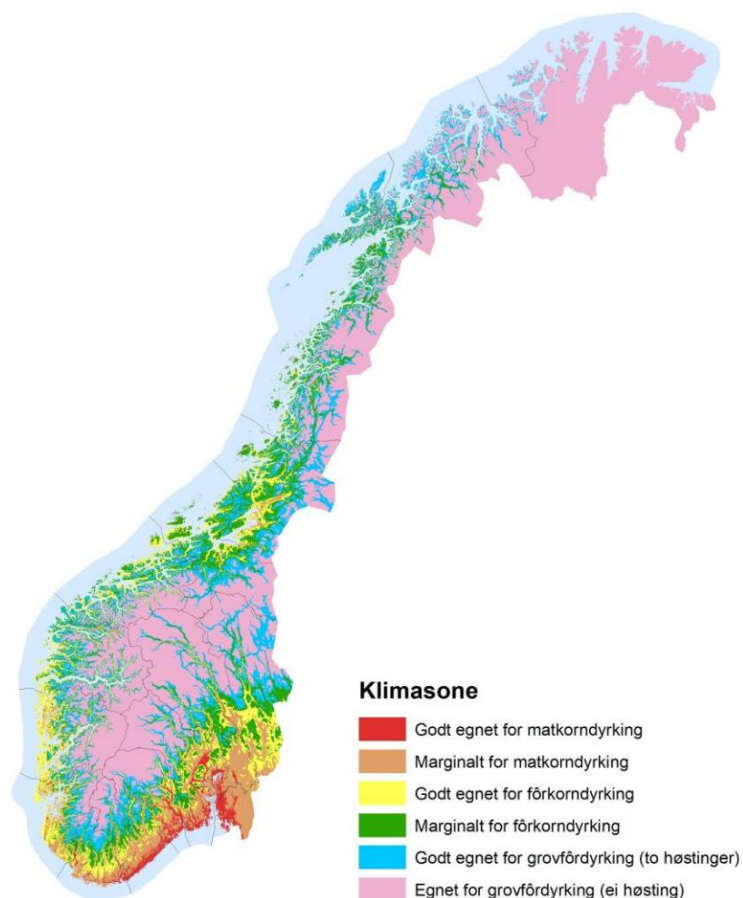 Klimasone
Godt egnet for matkorndyrking
Marginalt for matkorndyrking
Godt egnet for fôrkorndyrking
Marginalt for fôrkorndyrking
Godt egnet for grovfôrdyrking (to høstinger)
Egnet for grovfôrdyrking (ei høsting)